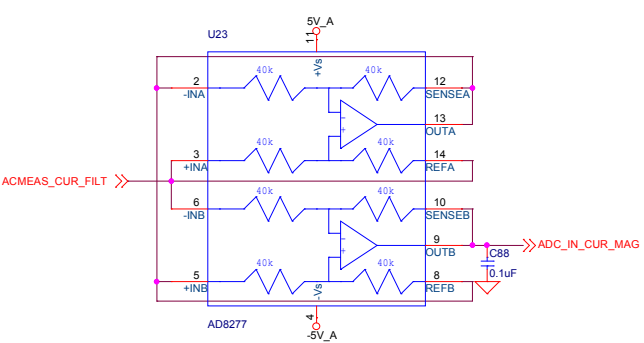 5V_A
U23
11
+Vs
40k
40k
2
-INA
12
SENSEA
13
OUTA
40k
40k
3
+INA
14
REFA
ACMEAS_CUR_FILT
40k
40k
6
-INB
10
SENSEB
9
OUTB
ADC_IN_CUR_MAG
C88
0.1uF
40k
40k
5
+INB
8
REFB
-Vs
4
AD8277
-5V_A